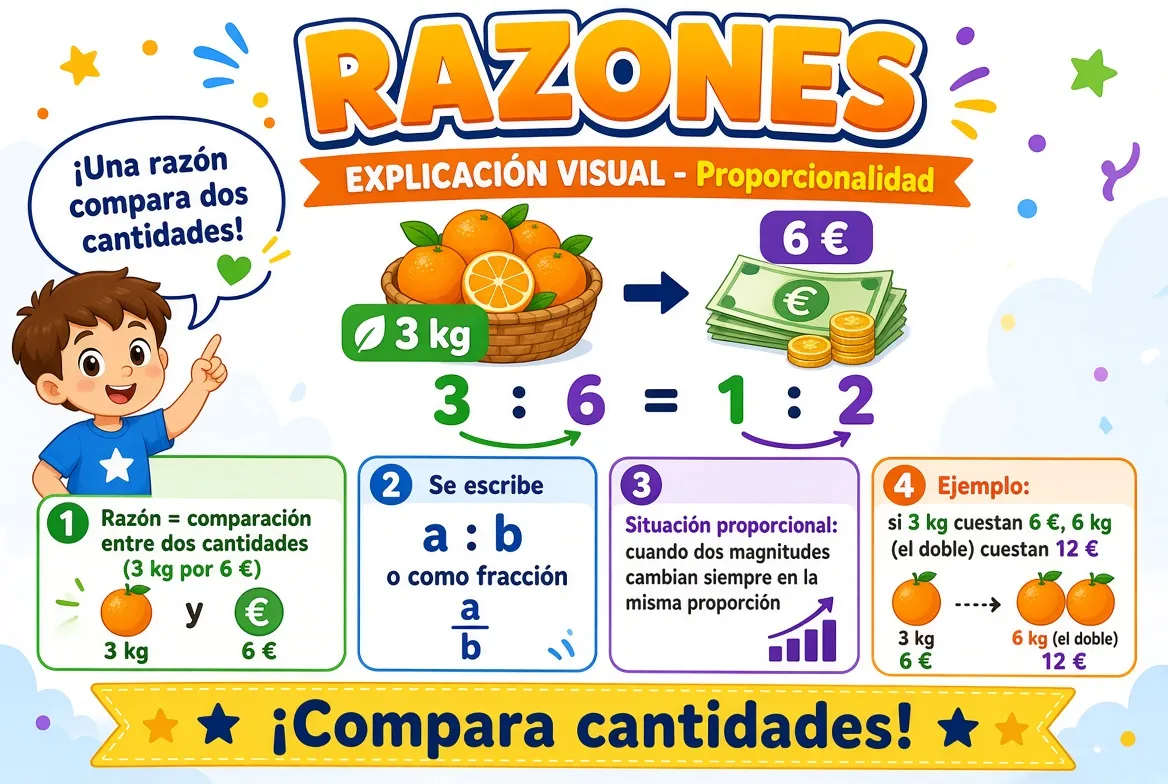 RAZONES
EXPLICACIÓN VISUAL - Proporcionalidad
¡Una razón
compara dos
cantidades!
3 kg
6 €
3 : 6 = 1 : 2
1
Razón = comparación
entre dos cantidades
(3 kg por 6 €)
y
€
3 kg
6 €
2
Se escribe
a : b
o como fracción
a
b
3
Situación proporcional:
cuando dos magnitudes
cambian siempre en la
misma proporción
4
Ejemplo:
si 3 kg cuestan 6 €, 6 kg
(el doble) cuestan 12 €
3 kg
6 €
6 kg (el doble)
12 €
¡Compara cantidades!